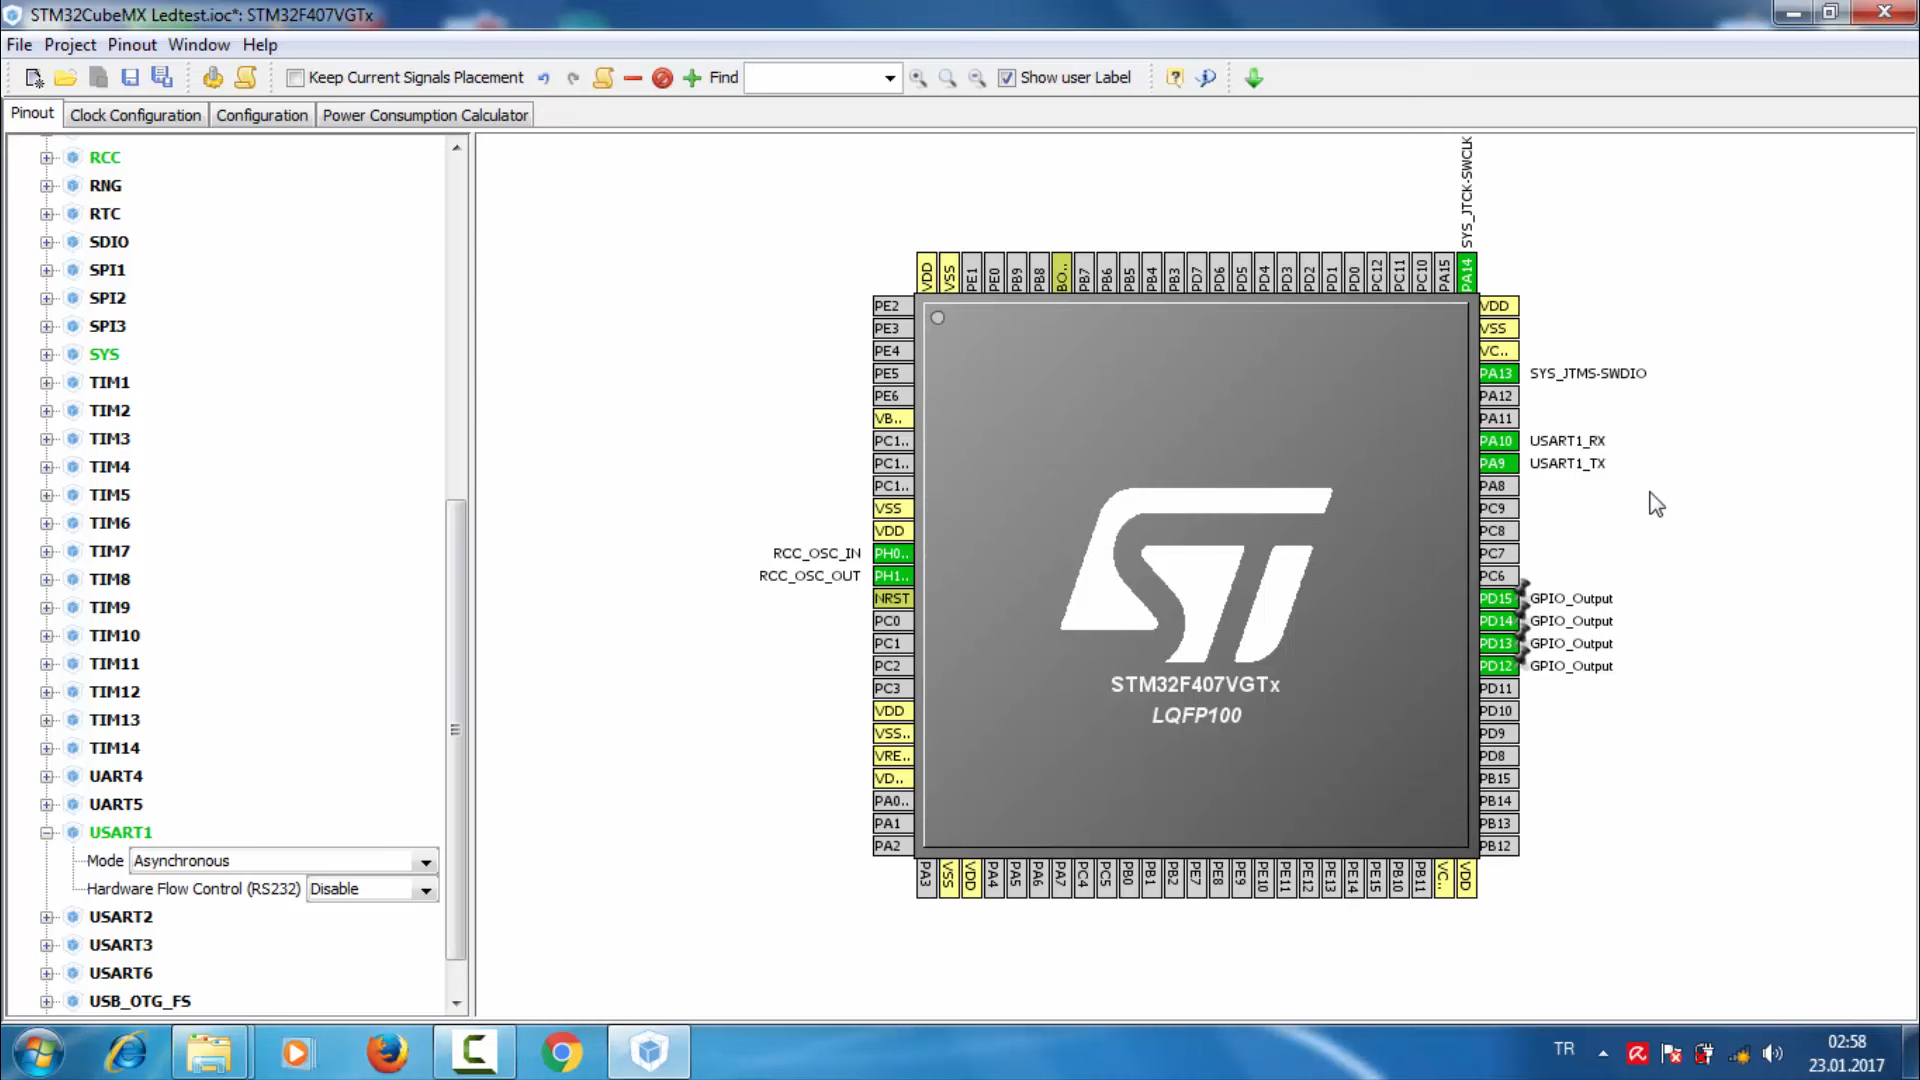 STM32CubeMX Ledtest.ioc*: STM32F407VGTx
File Project Pinout Window Help
Keep Current Signals Placement Find Show user Label
Pinout Clock Configuration Configuration Power Consumption Calculator
RCC
RNG
RTC
SDIO
SPI1
SPI2
SPI3
SYS
TIM1
TIM2
TIM3
TIM4
TIM5
TIM6
TIM7
TIM8
TIM9
TIM10
TIM11
TIM12
TIM13
TIM14
UART4
UART5
USART1
Mode Asynchronous
Hardware Flow Control (RS232) Disable
USART2
USART3
USART6
USB_OTG_FS
SYS_JTCK-SWCLK
VDD VSS PE1 PE0 PB9 PB8 BO.. PB7 PB6 PB5 PB4 PB3 PD7 PD6 PD5 PD4 PD3 PD2 PD1 PD0 PC12 PC11 PC10 PA15 PA14
PE2
PE3
PE4
PE5
PE6
VB..
PC1..
PC1..
PC1..
VSS
VDD
RCC_OSC_IN PH0..
RCC_OSC_OUT PH1..
NRST
PC0
PC1
PC2
PC3
VDD
VSS..
VRE..
VD..
PA0..
PA1
PA2
STM32F407VGTx
LQFP100
VDD
VSS
VC..
PA13 SYS_JTMS-SWDIO
PA12
PA11
PA10 USART1_RX
PA9 USART1_TX
PA8
PC9
PC8
PC7
PC6
PD15 GPIO_Output
PD14 GPIO_Output
PD13 GPIO_Output
PD12 GPIO_Output
PD11
PD10
PD9
PD8
PB15
PB14
PB13
PB12
PA3 VSS VDD PA4 PA5 PA6 PA7 PC4 PC5 PB0 PB1 PB2 PE7 PE8 PE9 PE10 PE11 PE12 PE13 PE14 PE15 PB10 PB11 VC.. VDD
TR
02:58
23.01.2017